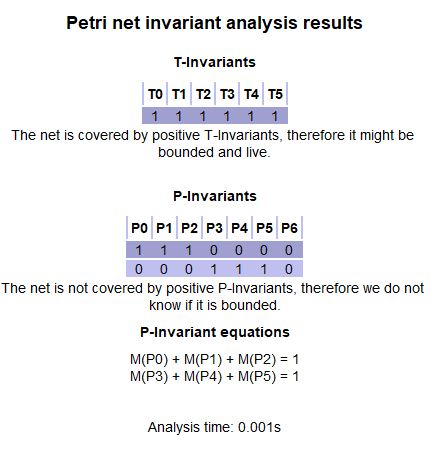 Petri net invariant analysis results
T-Invariants
T0 T1 T2 T3 T4 T5
1 1 1 1 1 1
The net is covered by positive T-Invariants, therefore it might be
bounded and live.
P-Invariants
P0 P1 P2 P3 P4 P5 P6
1 1 1 0 0 0 0
0 0 0 1 1 1 0
The net is not covered by positive P-Invariants, therefore we do not
know if it is bounded.
P-Invariant equations
M(P0) + M(P1) + M(P2) = 1
M(P3) + M(P4) + M(P5) = 1
Analysis time: 0.001s